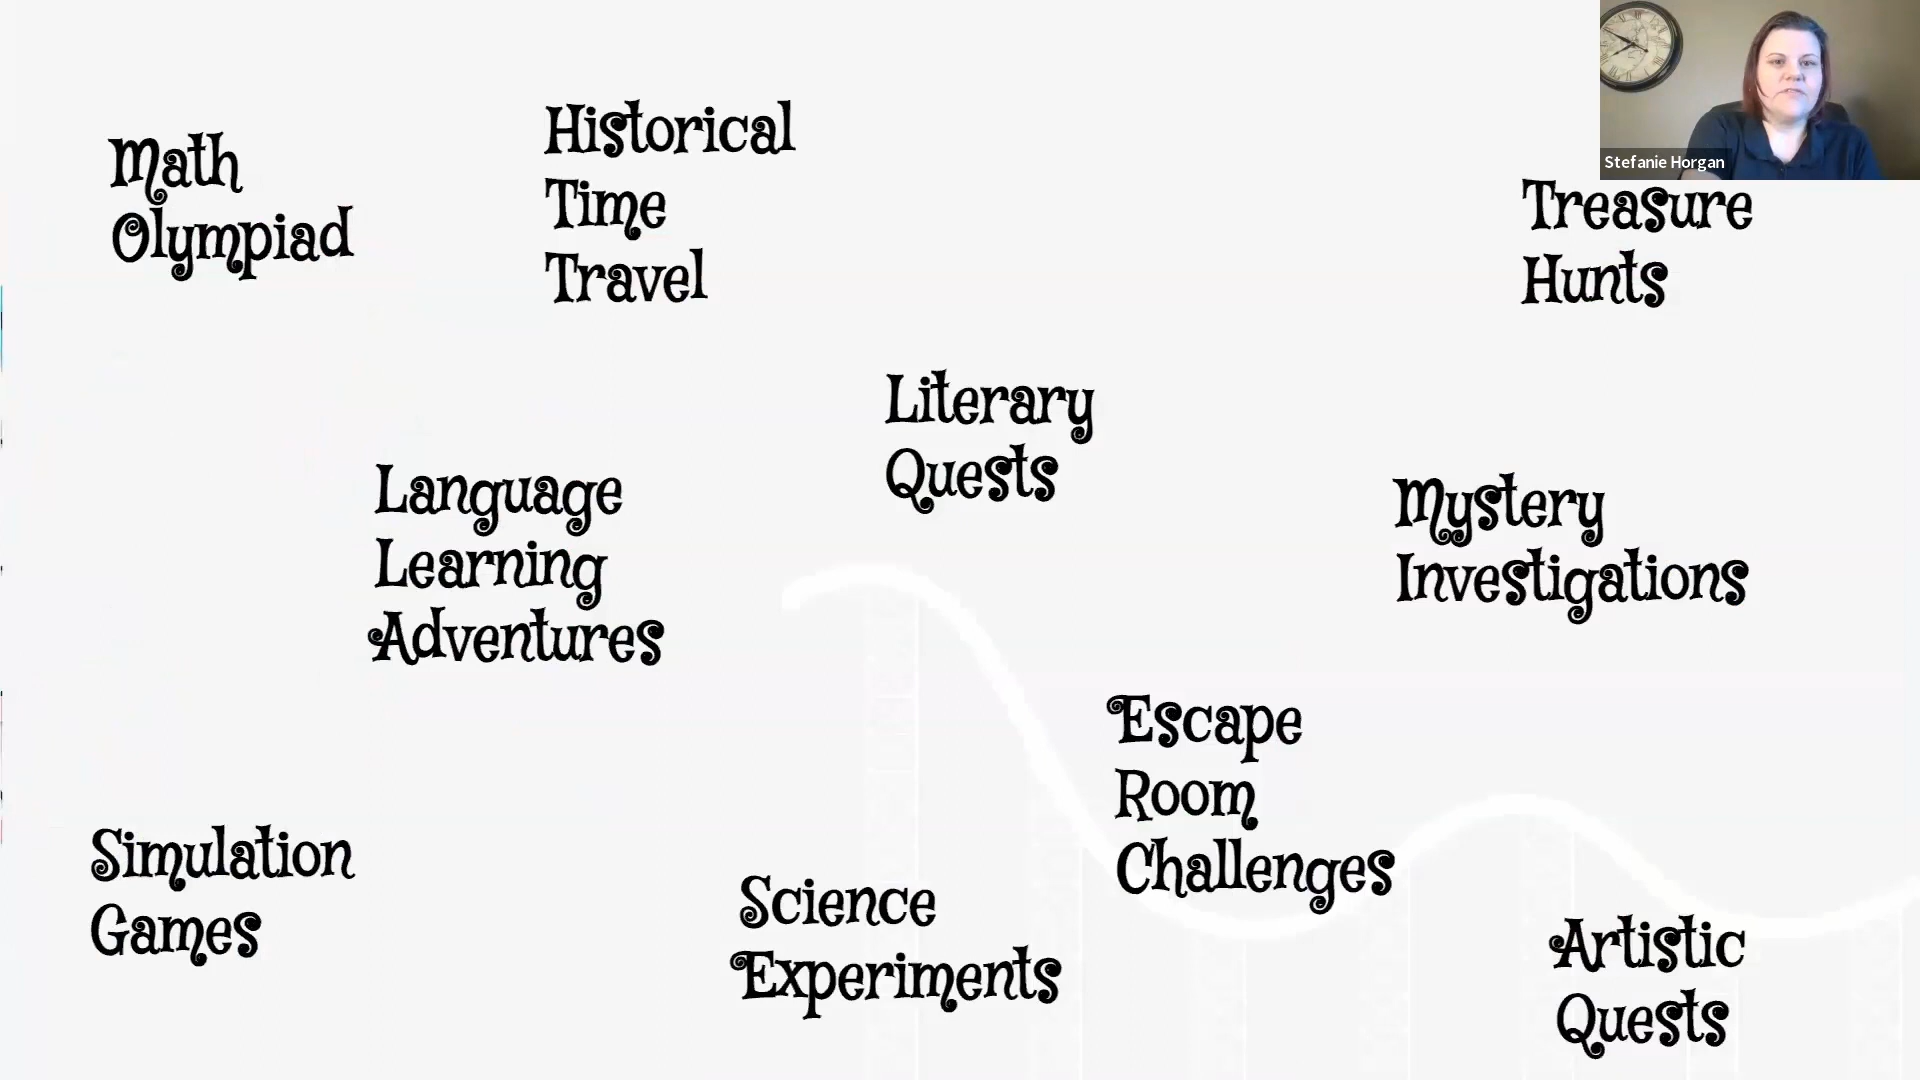 Math
Olympiad
Historical
Time
Travel
Stefanie Horgan
Treasure
Hunts
Literary
Quests
Language
Learning
Adventures
Mystery
Investigations
Escape
Room
Challenges
Simulation
Games
Science
Experiments
Artistic
Quests